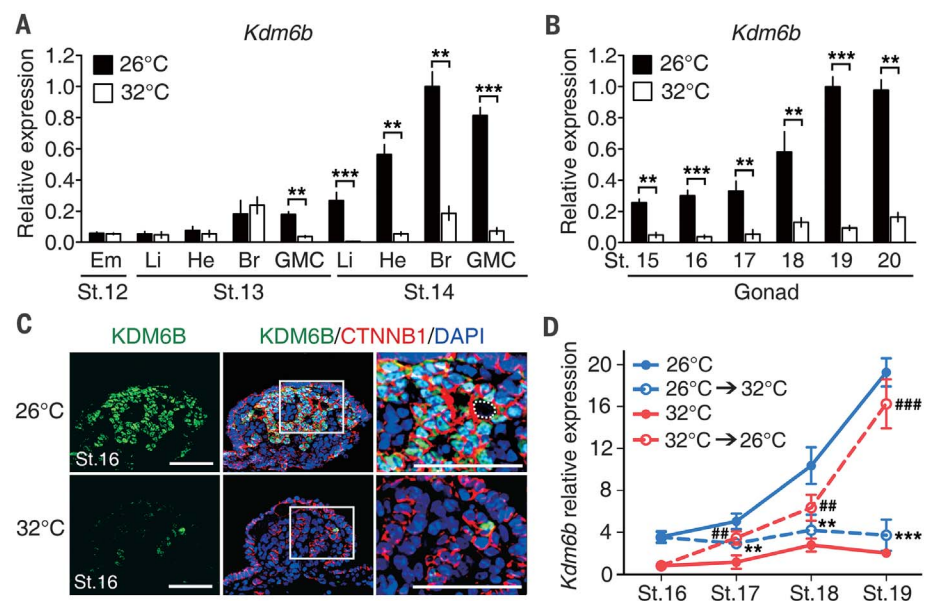 A
Kdm6b
Relative expression
1.2
1.0
0.8
0.6
0.4
0.2
0.0
26°C
32°C
**
***
**
**
***
Em Li He Br GMC Li He Br GMC
St.12 St.13 St.14
B
Kdm6b
Relative expression
1.2
1.0
0.8
0.6
0.4
0.2
0.0
26°C
32°C
**
***
**
**
***
**
St. 15 16 17 18 19 20
Gonad
C
KDM6B KDM6B/CTNNB1/DAPI
26°C
St.16
32°C
St.16
D
Kdm6b relative expression
20
16
12
8
4
0
26°C
26°C → 32°C
32°C
32°C → 26°C
##
**
##
**
###
***
St.16 St.17 St.18 St.19